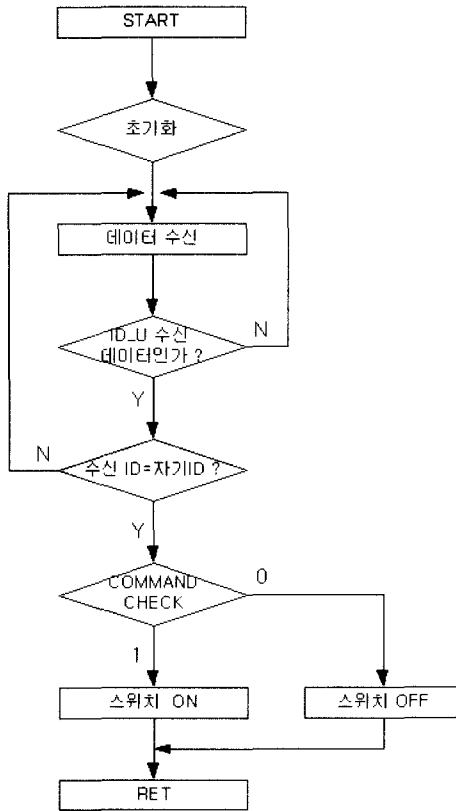 START
초기화
데이터 수신
ID_U 수신
데이터인가 ?
N
Y
N
수신 ID=자기ID ?
Y
COMMAND
CHECK
0
1
스위치 ON
스위치 OFF
RET